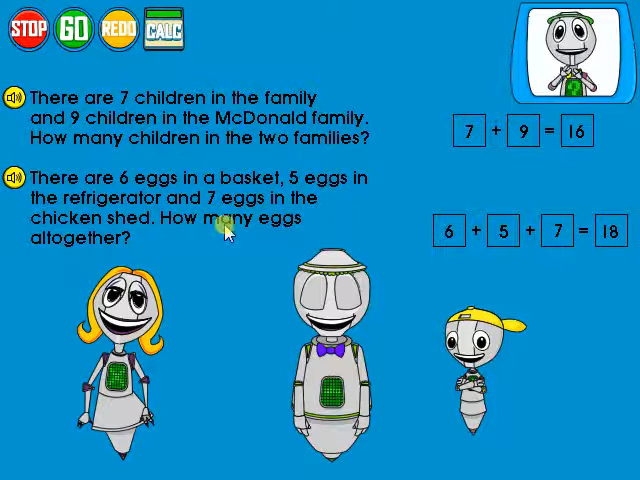 STOP GO REDO CALC
There are 7 children in the family
and 9 children in the McDonald family.
How many children in the two families?
7 + 9 = 16
There are 6 eggs in a basket, 5 eggs in
the refrigerator and 7 eggs in the
chicken shed. How many eggs
altogether?
6 + 5 + 7 = 18